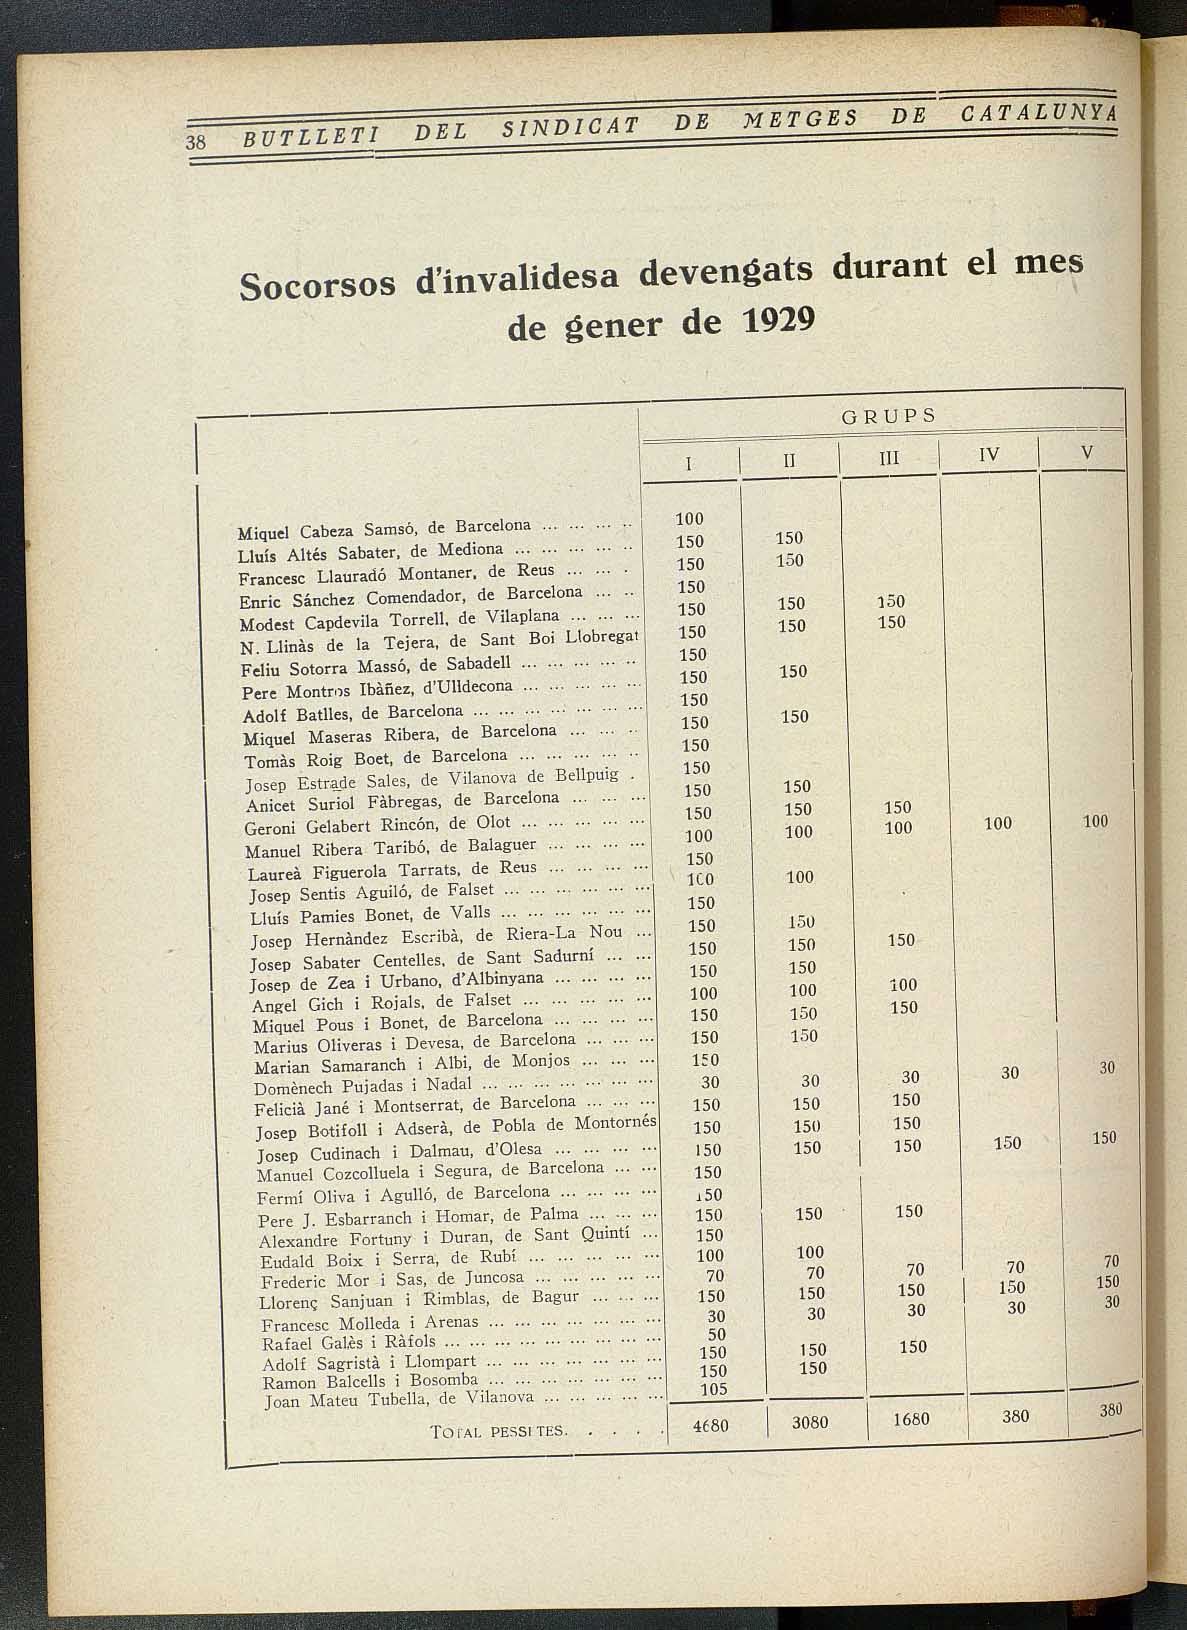 38 BUTLLETI DEL SINDICAT DE METGES DE CATALUNYA
Socorsos d'invalidesa devengats durant el mes
de gener de 1929
GRUPS
I II III IV V
Miquel Cabeza Samsó, de Barcelona ... ... ... .. 100
Lluís Altés Sabater, de Mediona ... ... ... ... .. 150 150
Francesc Llauradó Montaner, de Reus ... ... . 150 150
Enric Sánchez Comendador, de Barcelona ... .. 150
Modest Capdevila Torrell, de Vilaplana ... ... ... 150 150 150
N. Llinàs de la Tejera, de Sant Boi Llobregat 150 150 150
Feliu Sotorra Massó, de Sabadell ... ... ... ... .. 150
Pere Montros Ibàñez, d'Ulldecona ... ... ... ... ... 150 150
Adolf Batlles, de Barcelona ... ... ... ... ... ... ... 150
Miquel Maseras Ribera, de Barcelona ... ... .. 150 150
Tomàs Roig Boet, de Barcelona ... ... ... ... .. 150
Josep Estrade Sales, de Vilanova de Bellpuig . 150
Anicet Suriol Fàbregas, de Barcelona ... ... ... 150 150
Geroni Gelabert Rincón, de Olot ... ... ... ... ... 150 150 150
Manuel Ribera Taribó, de Balaguer ... ... ... ... 100 100 100 100 100
Laureà Figuerola Tarrats, de Reus ... ... ... ... 150
Josep Sentis Aguiló, de Falset ... ... ... ... ... ... 100 100
Lluís Pamies Bonet, de Valls ... ... ... ... ... ... 150
Josep Hernàndez Escribà, de Riera-La Nou ... 150 150
Josep Sabater Centelles, de Sant Sadurní ... ... 150 150 150
Josep de Zea i Urbano, d'Albinyana ... ... ... ... 150 150
Angel Gich i Rojals, de Falset ... ... ... ... ... 100 100 100
Miquel Pous i Bonet, de Barcelona ... ... ... ... 150 150 150
Marius Oliveras i Devesa, de Barcelona ... ... ... 150 150
Marian Samaranch i Albi, de Monjos ... ... ... 150
Domènech Pujadas i Nadal ... ... ... ... ... ... ... 30 30 30 30 30
Felicià Jané i Montserrat, de Barcelona ... ... ... 150 150 150
Josep Botifoll i Adserà, de Pobla de Montornés 150 150 150
Josep Cudinach i Dalmau, d'Olesa ... ... ... ... 150 150 150 150 150
Manuel Cozcolluela i Segura, de Barcelona ... ... 150
Fermí Oliva i Agulló, de Barcelona ... ... ... ... 150
Pere J. Esbarranch i Homar, de Palma ... ... ... 150 150 150
Alexandre Fortuny i Duran, de Sant Quintí ... 150
Eudald Boix i Serra, de Rubí ... ... ... ... ... 100 100
Frederic Mor i Sas, de Juncosa ... ... ... ... ... 70 70 70 70 70
Llorenç Sanjuan i Rimblas, de Bagur ... ... ... 150 150 150 150 150
Francesc Molleda i Arenas ... ... ... ... ... ... ... 30 30 30 30 30
Rafael Galès i Ràfols ... ... ... ... ... ... ... ... ... 50
Adolf Sagristà i Llompart ... ... ... ... ... ... ... 150 150 150
Ramon Balcells i Bosomba ... ... ... ... ... ... ... 150 150
Joan Mateu Tubella, de Vilanova ... ... ... ... ... 105
TOTAL PESSETES. . . . . 4680 3080 1680 380 380